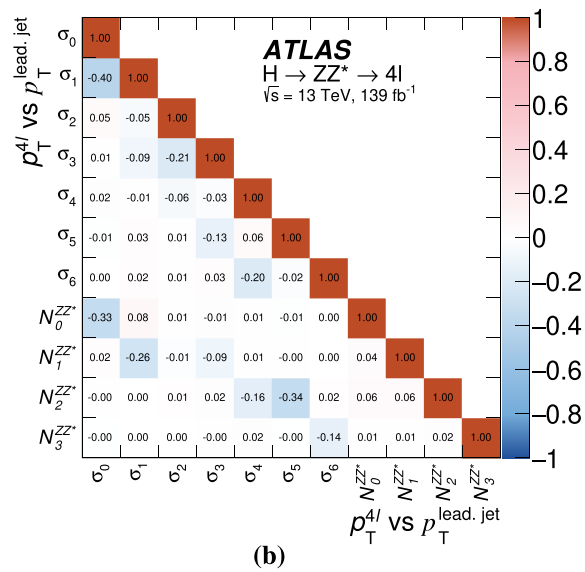 ATLAS
H → ZZ* → 4l
√s = 13 TeV, 139 fb⁻¹
p_T^4l vs p_T^lead. jet
σ₀ 1.00
σ₁ -0.40 1.00
σ₂ 0.05 -0.05 1.00
σ₃ 0.01 -0.09 -0.21 1.00
σ₄ 0.02 -0.01 -0.06 -0.03 1.00
σ₅ -0.01 0.03 0.01 -0.13 0.06 1.00
σ₆ 0.00 0.02 0.01 0.03 -0.20 -0.02 1.00
N_0^ZZ* -0.33 0.08 0.01 -0.01 0.01 -0.01 0.00 1.00
N_1^ZZ* 0.02 -0.26 -0.01 -0.09 0.01 -0.00 0.00 0.04 1.00
N_2^ZZ* -0.00 0.00 0.01 0.02 -0.16 -0.34 0.02 0.06 0.06 1.00
N_3^ZZ* -0.00 0.00 -0.00 -0.00 0.02 -0.00 -0.14 0.01 0.01 0.02 1.00
σ₀ σ₁ σ₂ σ₃ σ₄ σ₅ σ₆ N_0^ZZ* N_1^ZZ* N_2^ZZ* N_3^ZZ*
p_T^4l vs p_T^lead. jet
1
0.8
0.6
0.4
0.2
0
−0.2
−0.4
−0.6
−0.8
−1
(b)